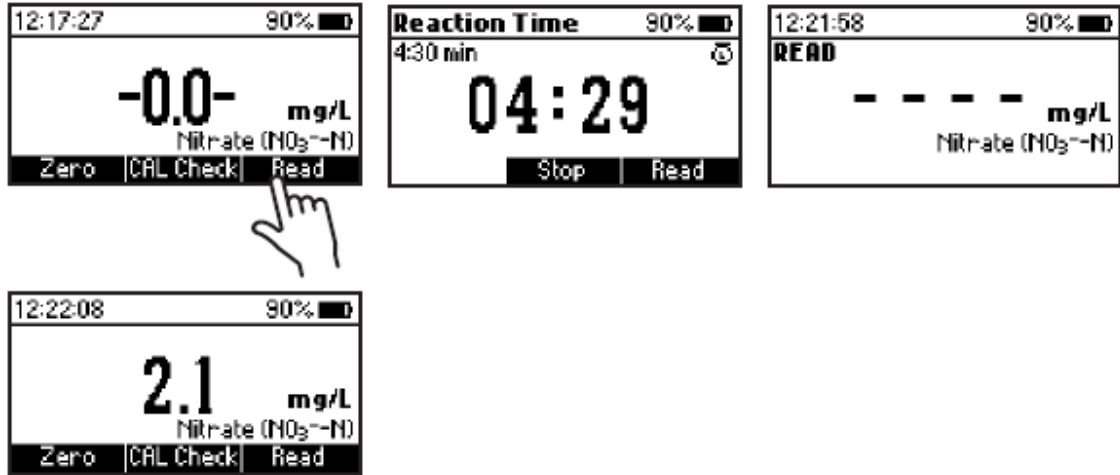 12:17:27 90%
-0.0- mg/L
Nitrate (NO₃⁻-N)
Zero CAL Check Read
Reaction Time 90%
4:30 min
04:29
Stop Read
12:21:58 90%
READ
- - - - mg/L
Nitrate (NO₃⁻-N)
12:22:08 90%
2.1 mg/L
Nitrate (NO₃⁻-N)
Zero CAL Check Read